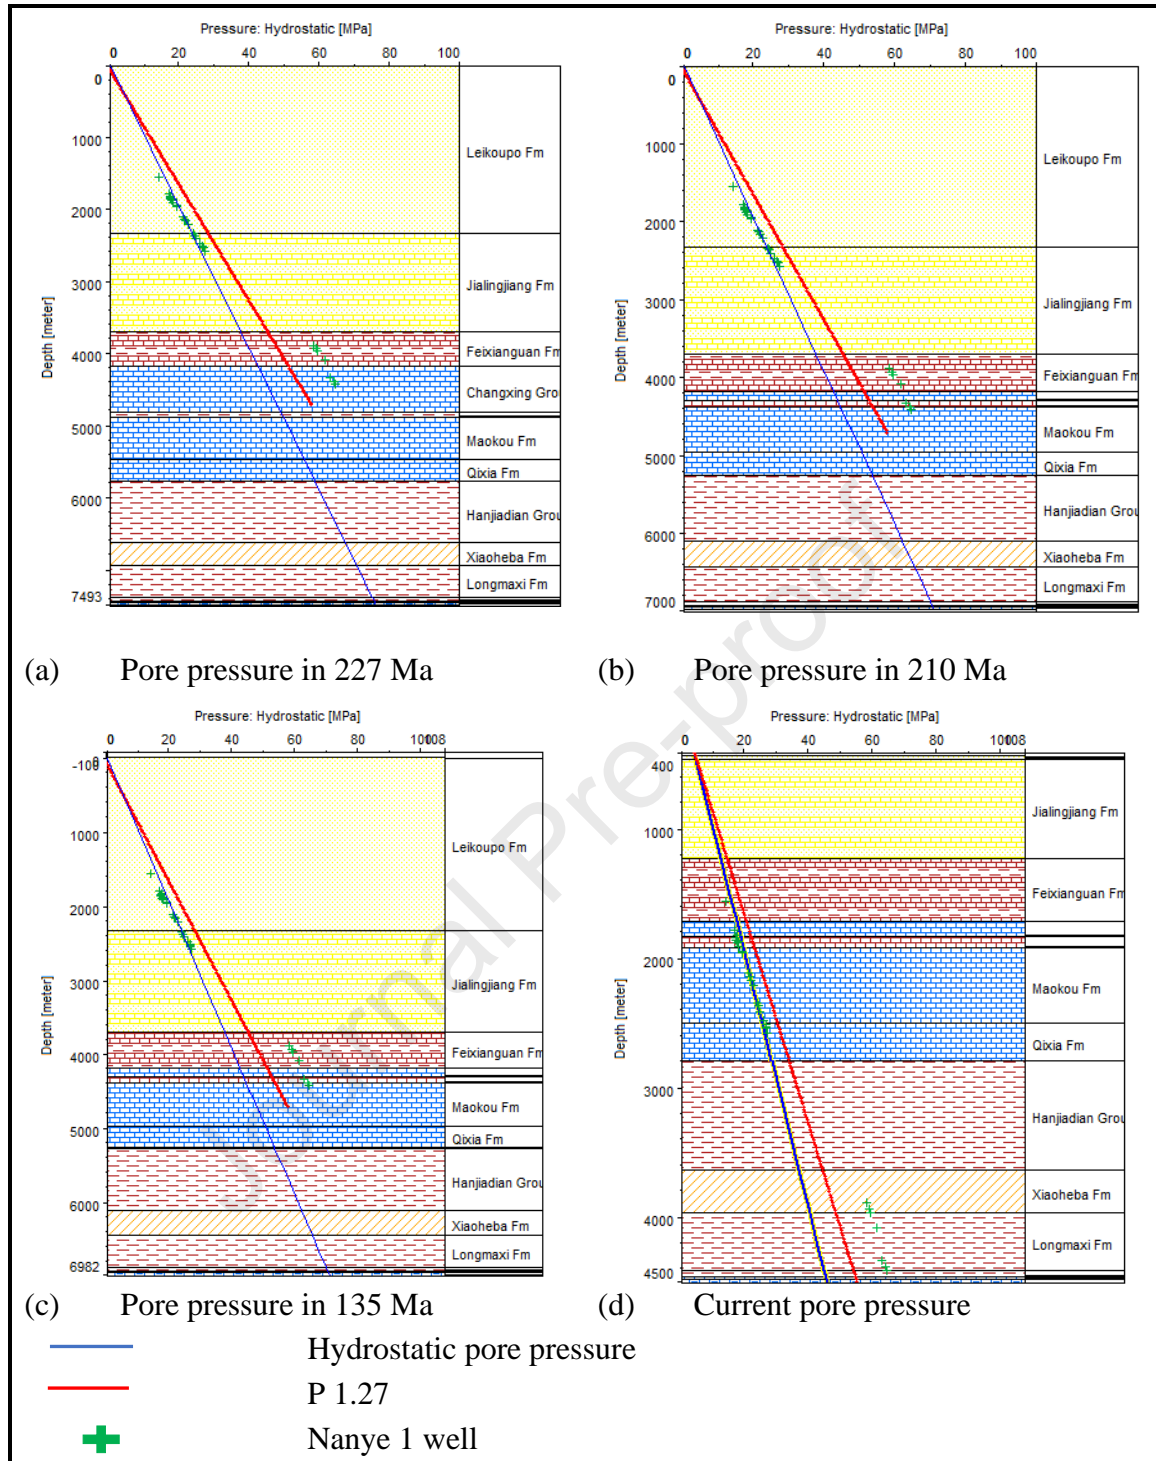 Pressure: Hydrostatic [MPa]
0 20 40 60 80 100
0
1000
2000
3000
4000
5000
6000
7493
Depth [meter]
Leikoupo Fm
Jialingjiang Fm
Feixianguan Fm
Changxing Grou
Maokou Fm
Qixia Fm
Hanjiadian Grou
Xiaoheba Fm
Longmaxi Fm
(a) Pore pressure in 227 Ma
Pressure: Hydrostatic [MPa]
0 20 40 60 80 100
0
1000
2000
3000
4000
5000
6000
7000
Depth [meter]
Leikoupo Fm
Jialingjiang Fm
Feixianguan Fm
Maokou Fm
Qixia Fm
Hanjiadian Grou
Xiaoheba Fm
Longmaxi Fm
(b) Pore pressure in 210 Ma
Pressure: Hydrostatic [MPa]
0 20 40 60 80 100 108
0
-109
1000
2000
3000
4000
5000
6000
6982
Depth [meter]
Leikoupo Fm
Jialingjiang Fm
Feixianguan Fm
Maokou Fm
Qixia Fm
Hanjiadian Grou
Xiaoheba Fm
Longmaxi Fm
(c) Pore pressure in 135 Ma
Pressure: Hydrostatic [MPa]
0 20 40 60 80 100 108
400
1000
2000
3000
4000
4500
Depth [meter]
Jialingjiang Fm
Feixianguan Fm
Maokou Fm
Qixia Fm
Hanjiadian Grou
Xiaoheba Fm
Longmaxi Fm
(d) Current pore pressure
Hydrostatic pore pressure
P 1.27
Nanye 1 well
Journal Pre-proof